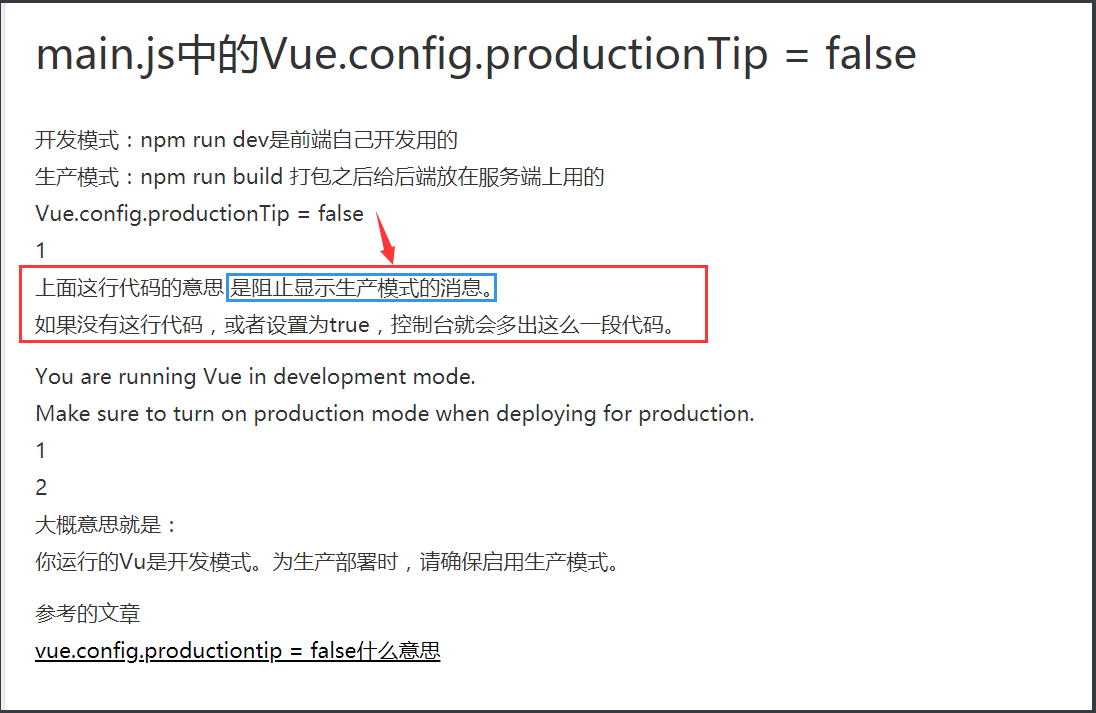 main.js中的Vue.config.productionTip = false
开发模式：npm run dev是前端自己开发用的
生产模式：npm run build 打包之后给后端放在服务端上用的
Vue.config.productionTip = false
1
上面这行代码的意思是阻止显示生产模式的消息。
如果没有这行代码，或者设置为true，控制台就会多出这么一段代码。
You are running Vue in development mode.
Make sure to turn on production mode when deploying for production.
1
2
大概意思就是：
你运行的Vu是开发模式。为生产部署时，请确保启用生产模式。
参考的文章
vue.config.productiontip = false什么意思